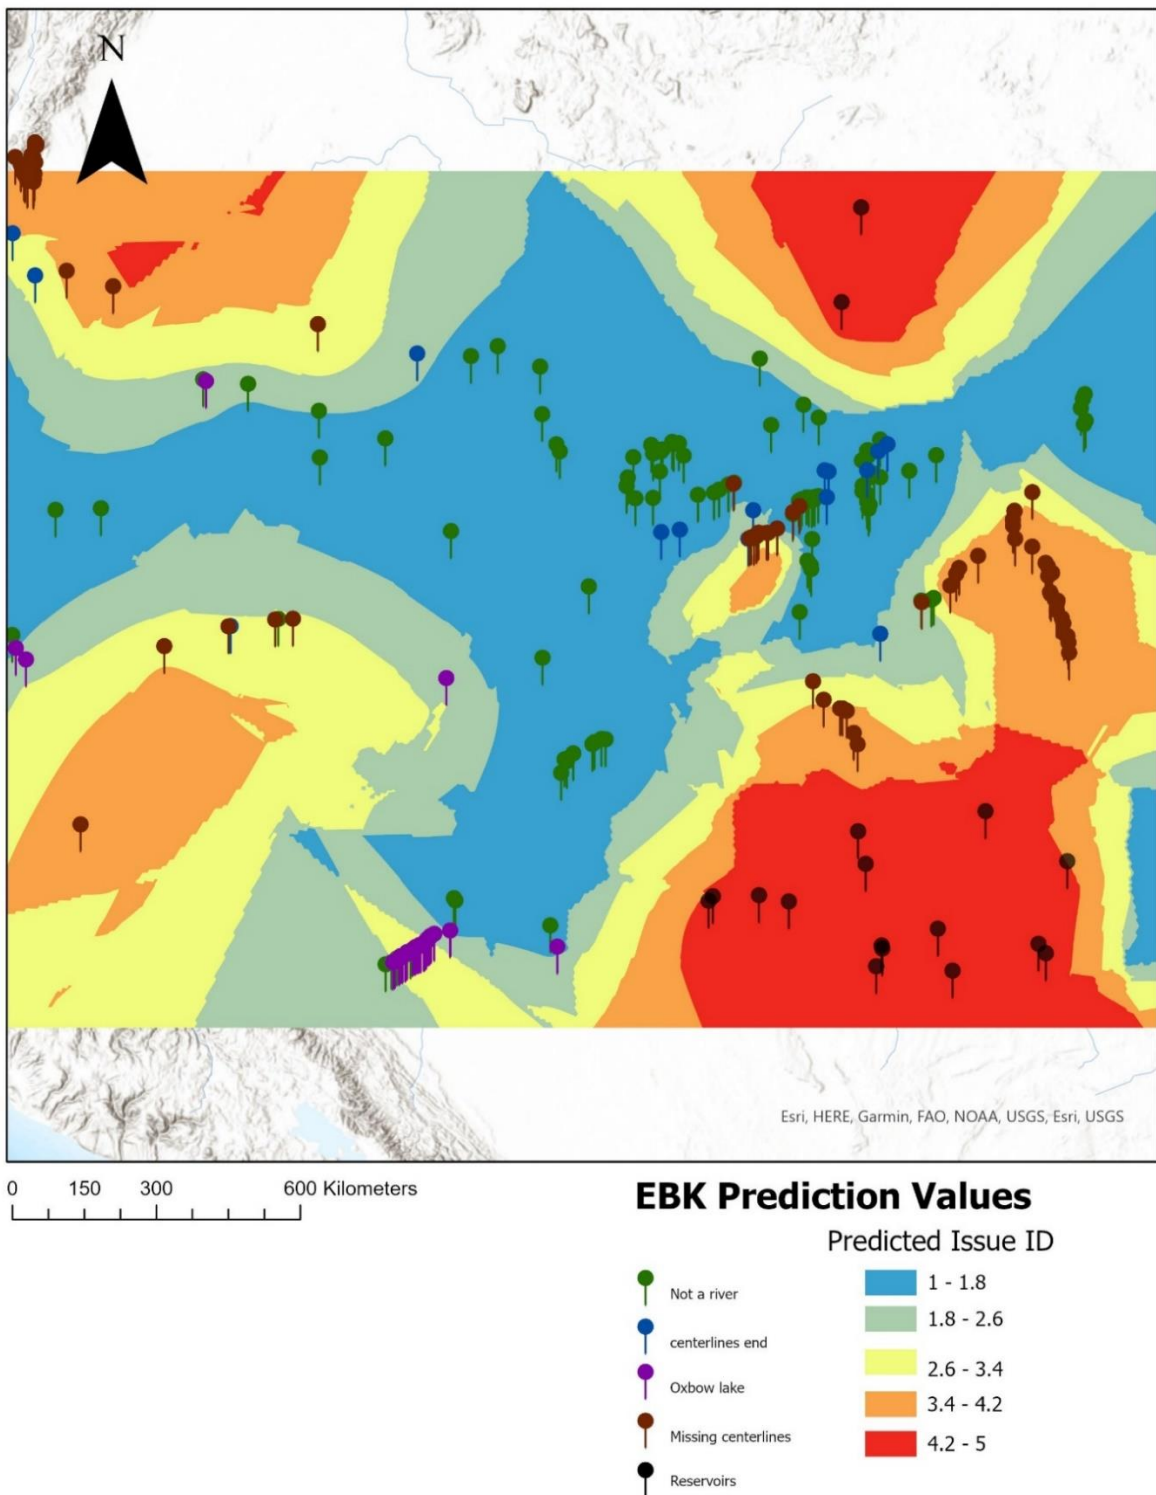 N
Esri, HERE, Garmin, FAO, NOAA, USGS, Esri, USGS
0 150 300 600 Kilometers
EBK Prediction Values
Predicted Issue ID
Not a river
centerlines end
Oxbow lake
Missing centerlines
Reservoirs
1 - 1.8
1.8 - 2.6
2.6 - 3.4
3.4 - 4.2
4.2 - 5